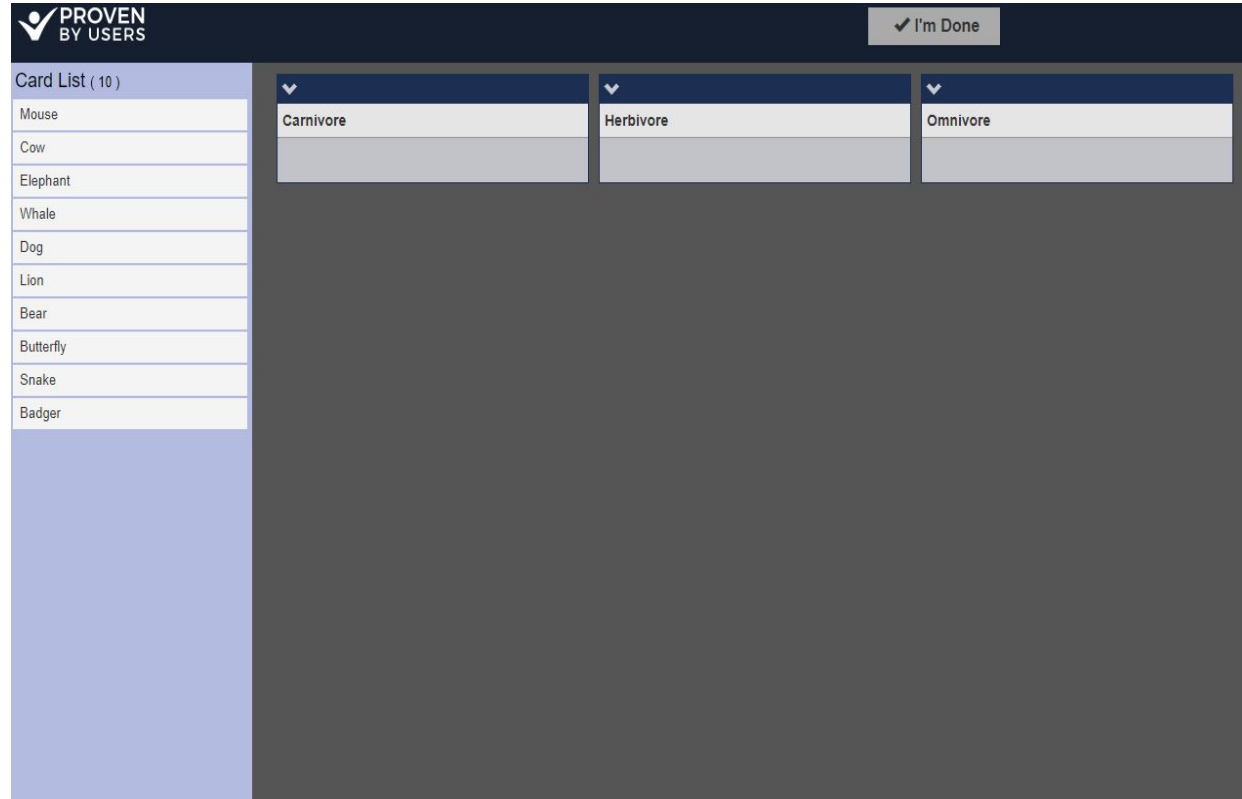 PROVEN
BY USERS
✔ I'm Done
Card List ( 10 )
Mouse
Cow
Elephant
Whale
Dog
Lion
Bear
Butterfly
Snake
Badger
Carnivore
Herbivore
Omnivore